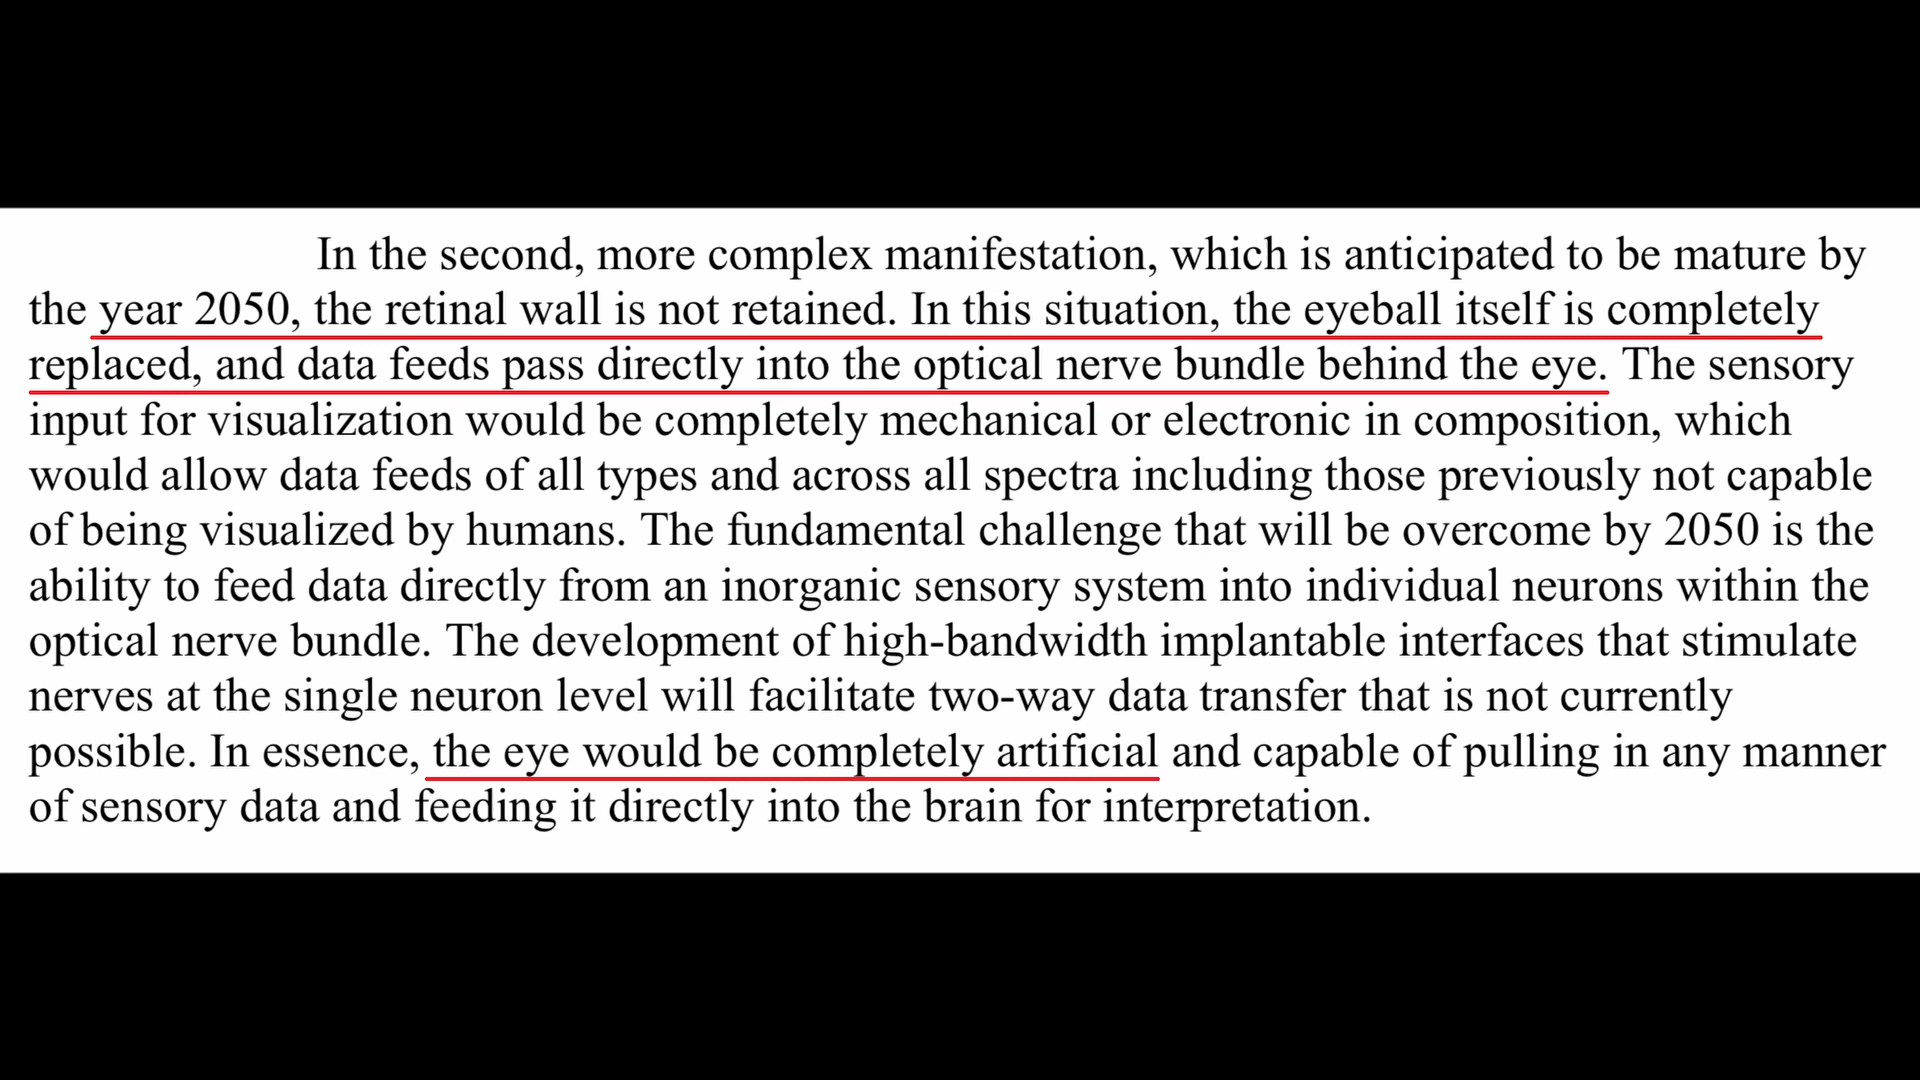 In the second, more complex manifestation, which is anticipated to be mature by
the year 2050, the retinal wall is not retained. In this situation, the eyeball itself is completely
replaced, and data feeds pass directly into the optical nerve bundle behind the eye. The sensory
input for visualization would be completely mechanical or electronic in composition, which
would allow data feeds of all types and across all spectra including those previously not capable
of being visualized by humans. The fundamental challenge that will be overcome by 2050 is the
ability to feed data directly from an inorganic sensory system into individual neurons within the
optical nerve bundle. The development of high-bandwidth implantable interfaces that stimulate
nerves at the single neuron level will facilitate two-way data transfer that is not currently
possible. In essence, the eye would be completely artificial and capable of pulling in any manner
of sensory data and feeding it directly into the brain for interpretation.